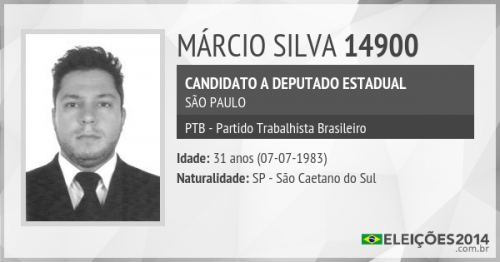 MÁRCIO SILVA 14900
CANDIDATO A DEPUTADO ESTADUAL
SÃO PAULO
PTB - Partido Trabalhista Brasileiro
Idade: 31 anos (07-07-1983)
Naturalidade: SP - São Caetano do Sul
ELEIÇÕES2014
.com.br